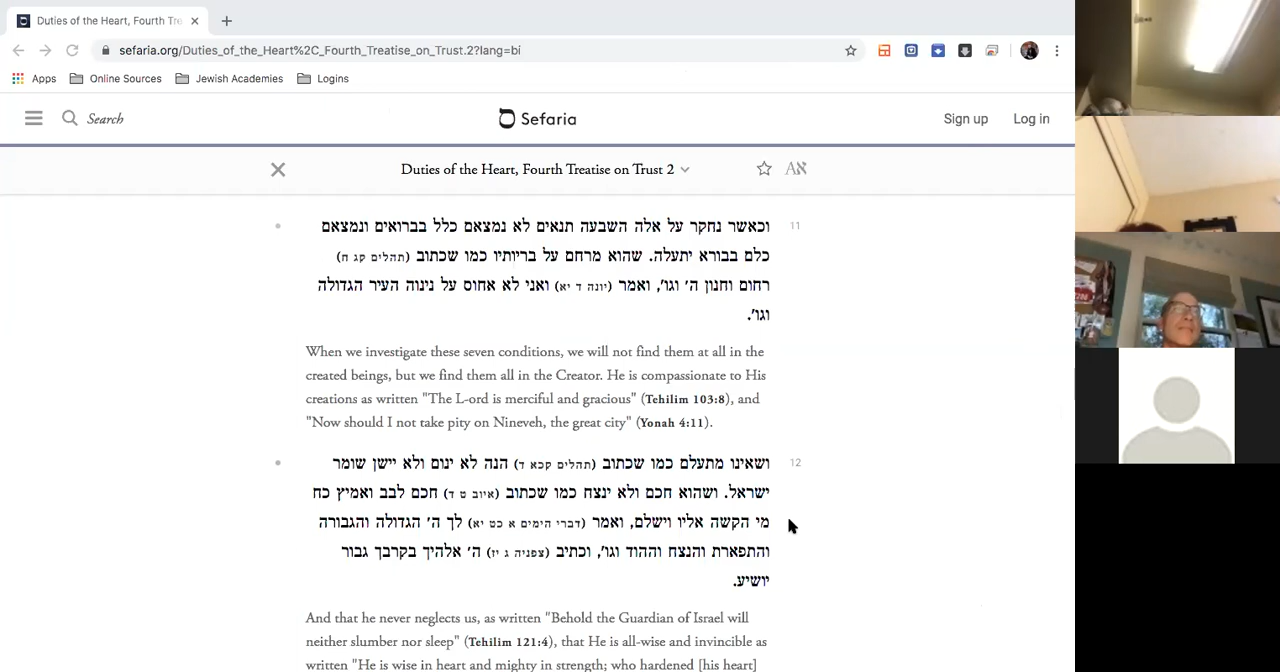 Duties of the Heart, Fourth Tre
sefaria.org/Duties_of_the_Heart%2C_Fourth_Treatise_on_Trust.2?lang=bi
Apps Online Sources Jewish Academies Logins
Search Sefaria Sign up Log in
Duties of the Heart, Fourth Treatise on Trust 2
11
וכאשר נחקר על אלה השבעה תנאים לא נמצאם כלל בברואים ונמצאם
כלם בבורא יתעלה. שהוא מרחם על בריותיו כמו שכתוב (תהלים קג ח)
רחום וחנון ה׳ וגו׳, ואמר (יונה ד יא) ואני לא אחוס על נינוה העיר הגדולה
וגו׳.
When we investigate these seven conditions, we will not find them at all in the
created beings, but we find them all in the Creator. He is compassionate to His
creations as written "The L-ord is merciful and gracious" (Tehilim 103:8), and
"Now should I not take pity on Nineveh, the great city" (Yonah 4:11).
12
ושאינו מתעלם כמו שכתוב (תהלים קכא ד) הנה לא ינום ולא יישן שומר
ישראל. ושהוא חכם ולא ינצח כמו שכתוב (איוב ט ד) חכם לבב ואמיץ כח
מי הקשה אליו וישלם, ואמר (דברי הימים א כט יא) לך ה׳ הגדולה והגבורה
והתפארת והנצח וההוד וגו׳, וכתיב (צפניה ג יז) ה׳ אלהיך בקרבך גבור
יושיע.
And that he never neglects us, as written "Behold the Guardian of Israel will
neither slumber nor sleep" (Tehilim 121:4), that He is all-wise and invincible as
written "He is wise in heart and mighty in strength; who hardened [his heart]